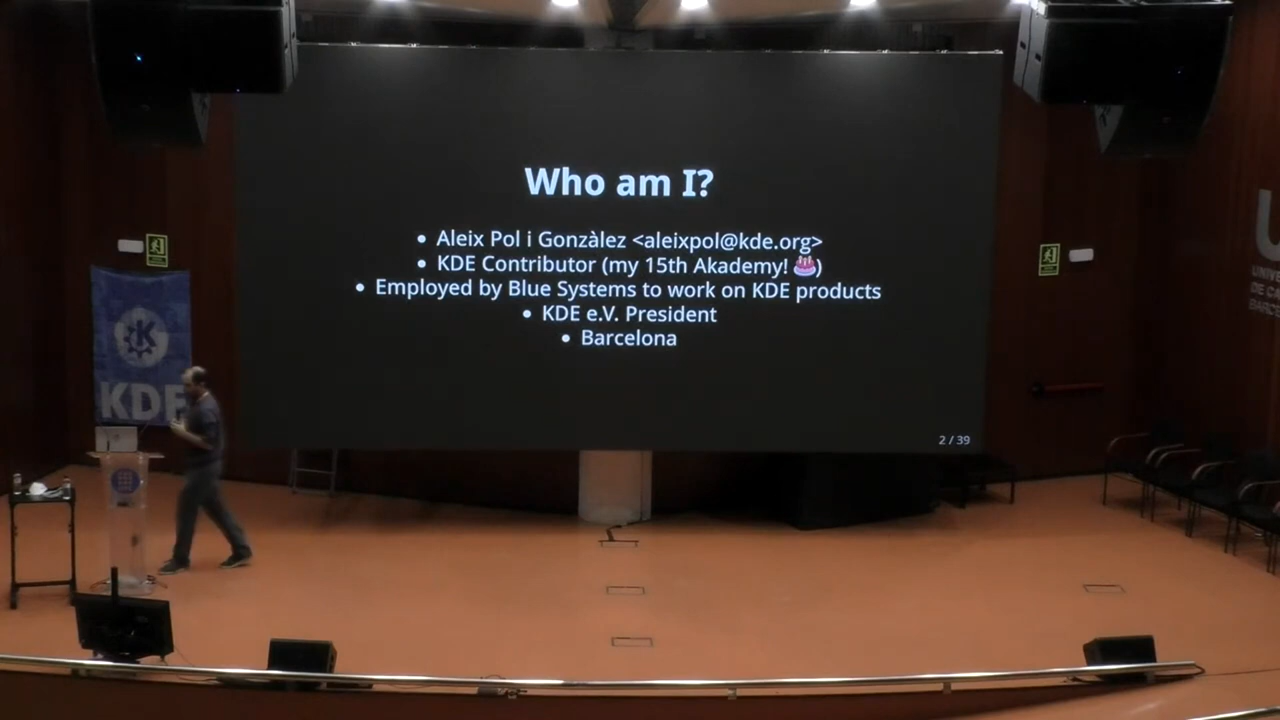 Who am I?
• Aleix Pol i Gonzàlez <aleixpol@kde.org>
• KDE Contributor (my 15th Akademy! 🎂)
• Employed by Blue Systems to work on KDE products
• KDE e.V. President
• Barcelona
2 / 39
K
KDE